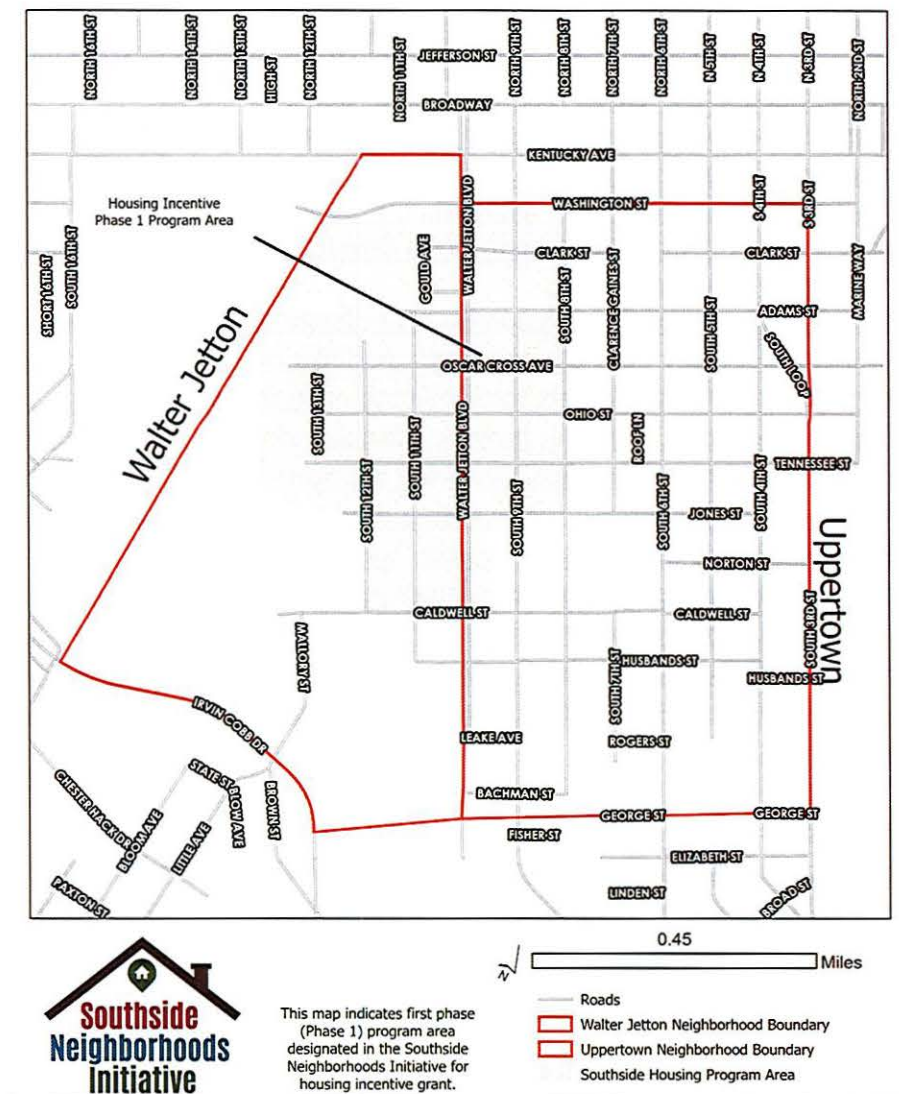 NORTH 16TH ST
NORTH 14TH ST
NORTH 13TH ST
HIGH ST
NORTH 12TH ST
NORTH 11TH ST
JEFFERSON ST
NORTH 9TH ST
NORTH 8TH ST
NORTH 7TH ST
NORTH 6TH ST
N 5TH ST
N 4TH ST
N 3RD ST
NORTH 2ND ST
BROADWAY
KENTUCKY AVE
Housing Incentive
Phase 1 Program Area
WALTER JETTON BLVD
WASHINGTON ST
S 4TH ST
S 3RD ST
SHORT 16TH ST
SOUTH 16TH ST
GOULD AVE
CLARK ST
CLARK ST
MARINE WAY
SOUTH 8TH ST
CLARENCE GAINES ST
SOUTH 5TH ST
ADAMS ST
SOUTH LOOP
Walter Jetton
OSCAR CROSS AVE
SOUTH 13TH ST
OHIO ST
ROOF LN
SOUTH 11TH ST
WALTER JETTON BLVD
SOUTH 12TH ST
SOUTH 9TH ST
SOUTH 6TH ST
SOUTH 4TH ST
TENNESSEE ST
JONES ST
Uppertown
NORTON ST
CALDWELL ST
CALDWELL ST
SOUTH 3RD ST
MALLORY ST
SOUTH 7TH ST
HUSBANDS ST
HUSBANDS ST
IRVIN COBB DR
LEAKE AVE
ROGERS ST
CHESTER HACK DR
BLOOM AVE
STATE ST
BLOW AVE
LITTLE AVE
BROWN ST
BACHMAN ST
GEORGE ST
GEORGE ST
FISHER ST
ELIZABETH ST
PAXTON ST
LINDEN ST
BROAD ST
Southside
Neighborhoods
Initiative
This map indicates first phase
(Phase 1) program area
designated in the Southside
Neighborhoods Initiative for
housing incentive grant.
N
0.45
Miles
Roads
Walter Jetton Neighborhood Boundary
Uppertown Neighborhood Boundary
Southside Housing Program Area